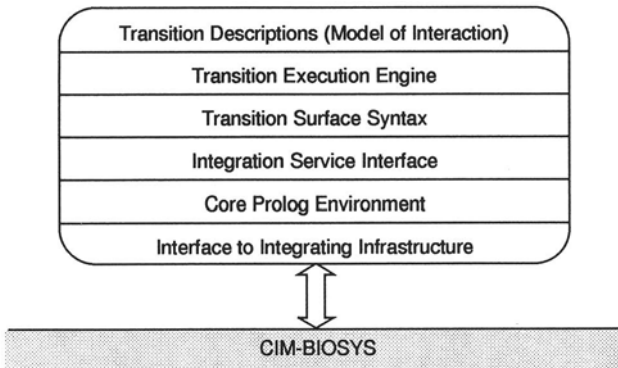 Transition Descriptions (Model of Interaction)
Transition Execution Engine
Transition Surface Syntax
Integration Service Interface
Core Prolog Environment
Interface to Integrating Infrastructure
CIM-BIOSYS